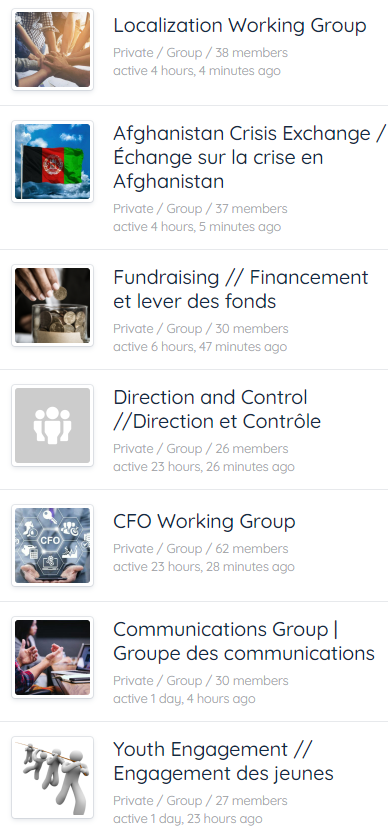 Localization Working Group
Private / Group / 38 members
active 4 hours, 4 minutes ago
Afghanistan Crisis Exchange /
Échange sur la crise en
Afghanistan
Private / Group / 37 members
active 4 hours, 5 minutes ago
Fundraising // Financement
et lever des fonds
Private / Group / 30 members
active 6 hours, 47 minutes ago
Direction and Control
//Direction et Contrôle
Private / Group / 26 members
active 23 hours, 26 minutes ago
CFO
CFO Working Group
Private / Group / 62 members
active 23 hours, 28 minutes ago
Communications Group |
Groupe des communications
Private / Group / 30 members
active 1 day, 4 hours ago
Youth Engagement //
Engagement des jeunes
Private / Group / 27 members
active 1 day, 23 hours ago